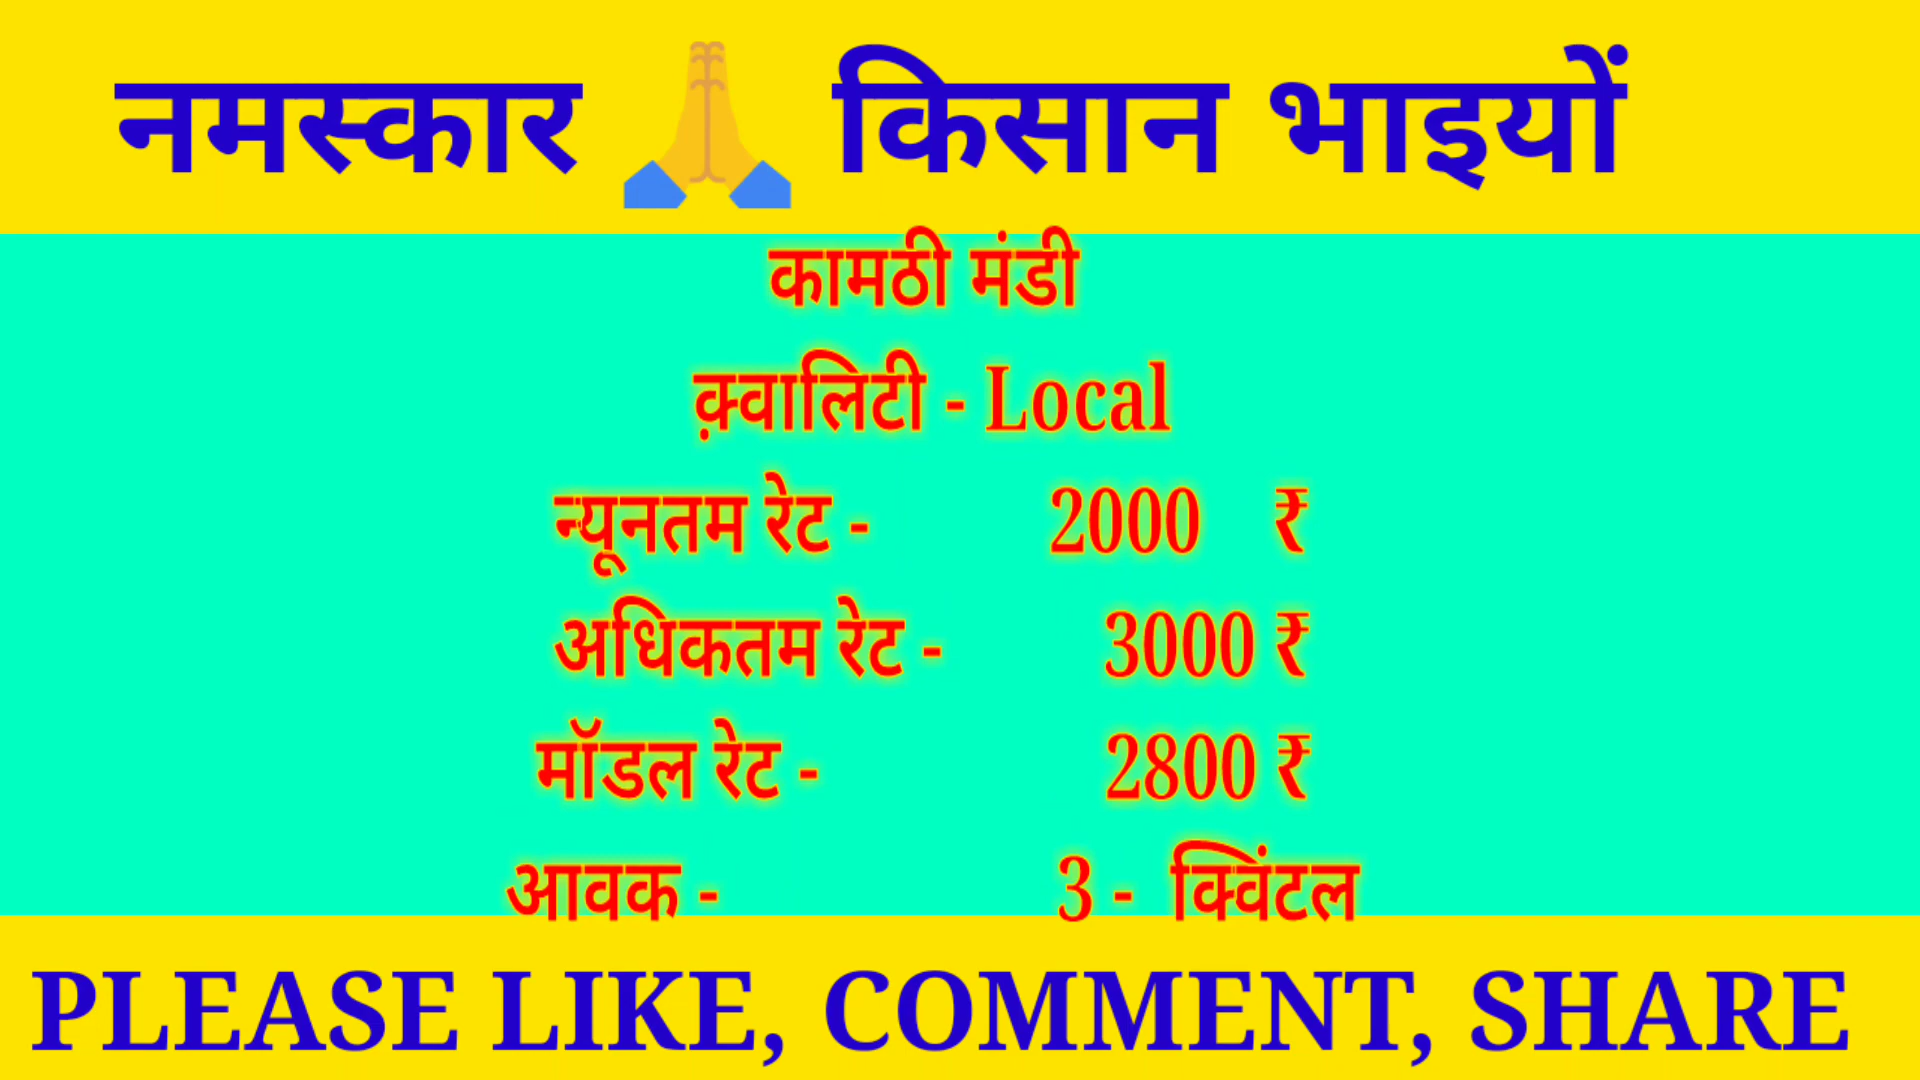 नमस्कार 🙏 किसान भाइयों
कामठी मंडी
क़्वालिटी - Local
न्यूनतम रेट - 2000 ₹
अधिकतम रेट - 3000 ₹
मॉडल रेट - 2800 ₹
आवक - 3 - क्विंटल
PLEASE LIKE, COMMENT, SHARE